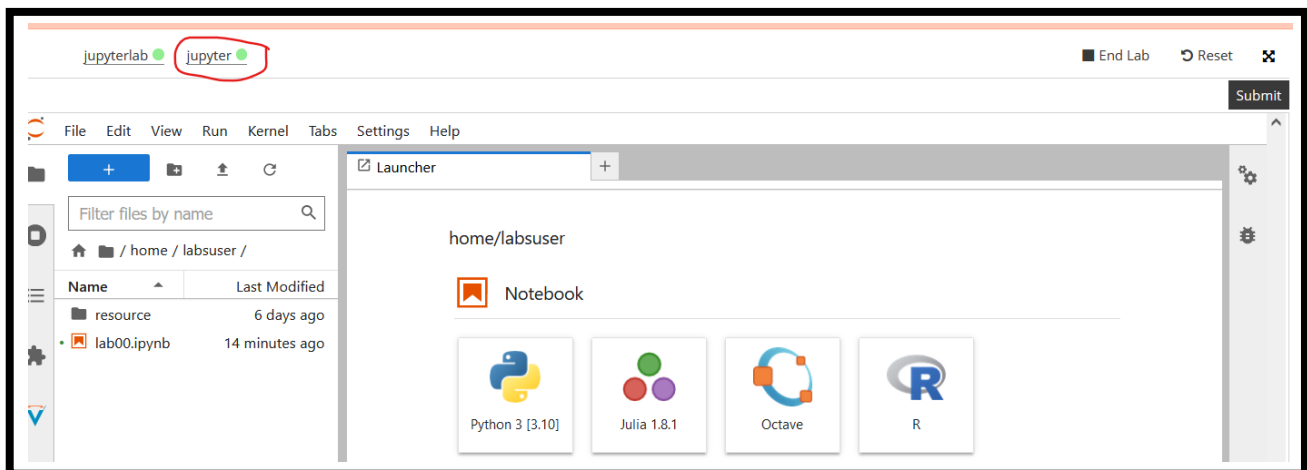 jupyterlab jupyter End Lab Reset
Submit
File Edit View Run Kernel Tabs Settings Help
+
Launcher +
Filter files by name
/ home / labsuser /
Name Last Modified
resource 6 days ago
lab00.ipynb 14 minutes ago
home/labsuser
Notebook
Python 3 [3.10] Julia 1.8.1 Octave R